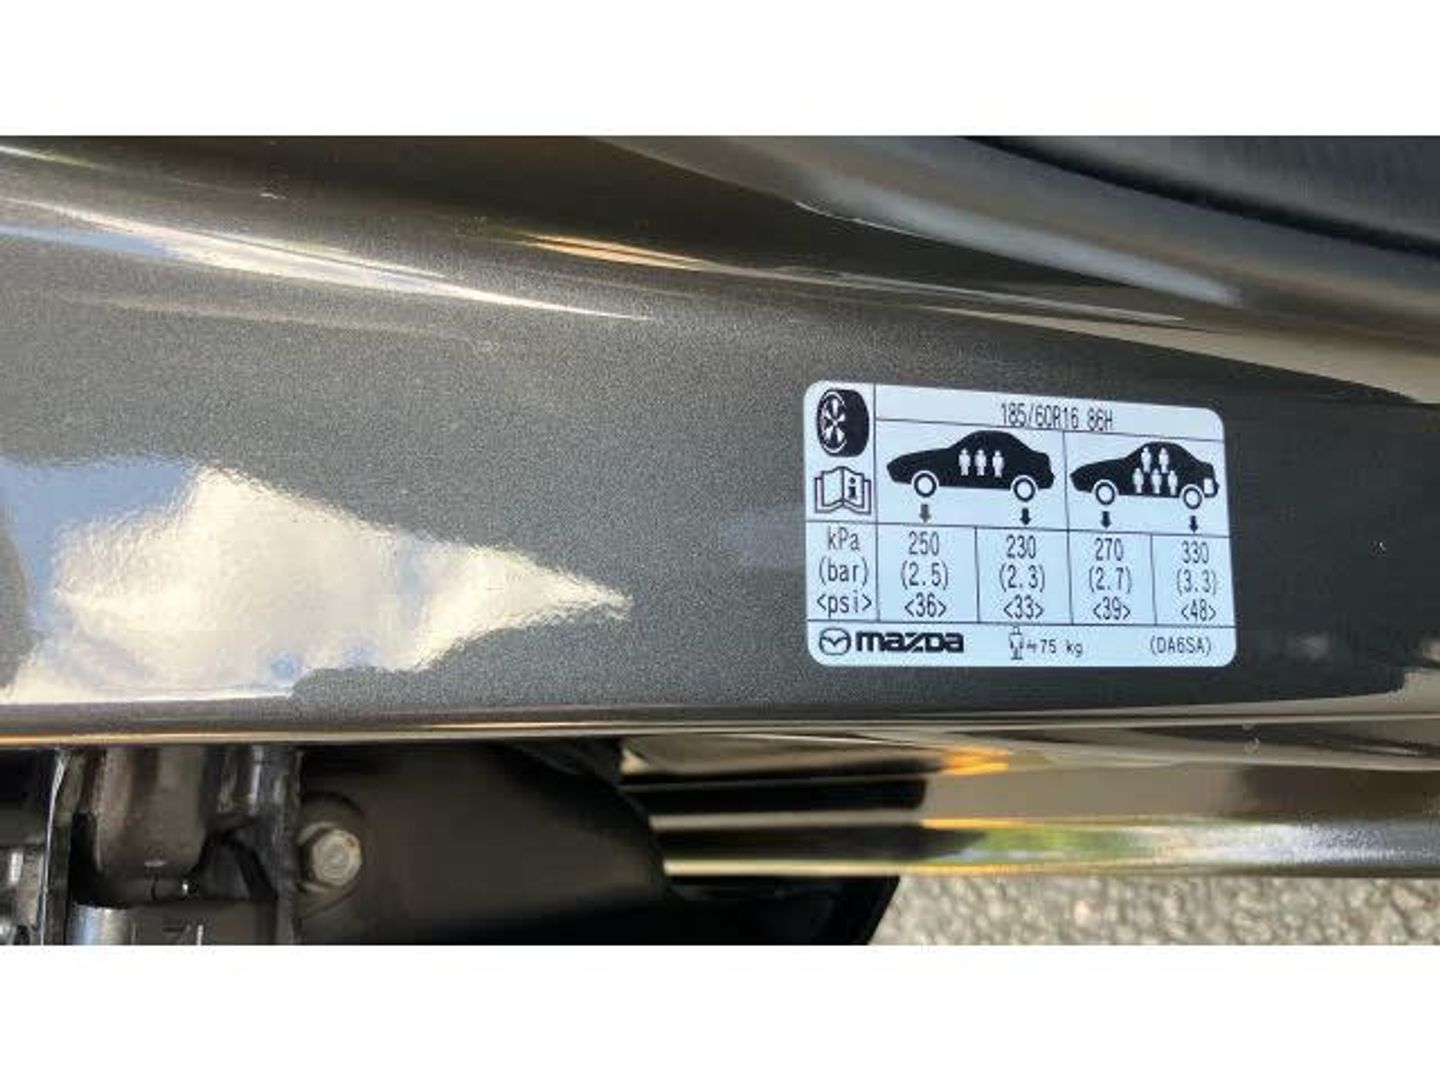 185/60R16 86H
kPa 250 230 270 330
(bar) (2.5) (2.3) (2.7) (3.3)
<psi> <36> <33> <39> <48>
mazda ≒75 kg (DA6SA)